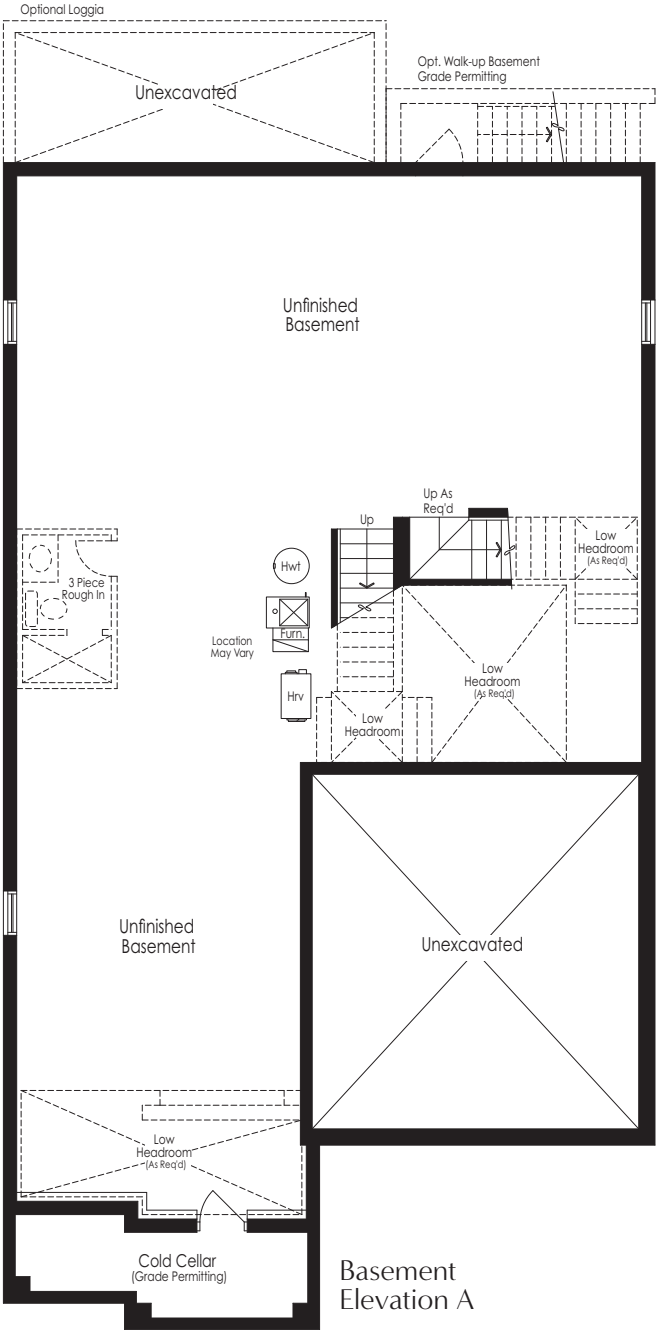 Optional Loggia
Unexcavated
Opt. Walk-up Basement
Grade Permitting
Unfinished
Basement
Up As
Req'd
Up
Low
Headroom
(As Req'd)
Hwt
3 Piece
Rough In
Furn.
Location
May Vary
Low
Headroom
(As Req'd)
Hrv
Low
Headroom
Unfinished
Basement
Unexcavated
Low
Headroom
(As Req'd)
Cold Cellar
(Grade Permitting)
Basement
Elevation A